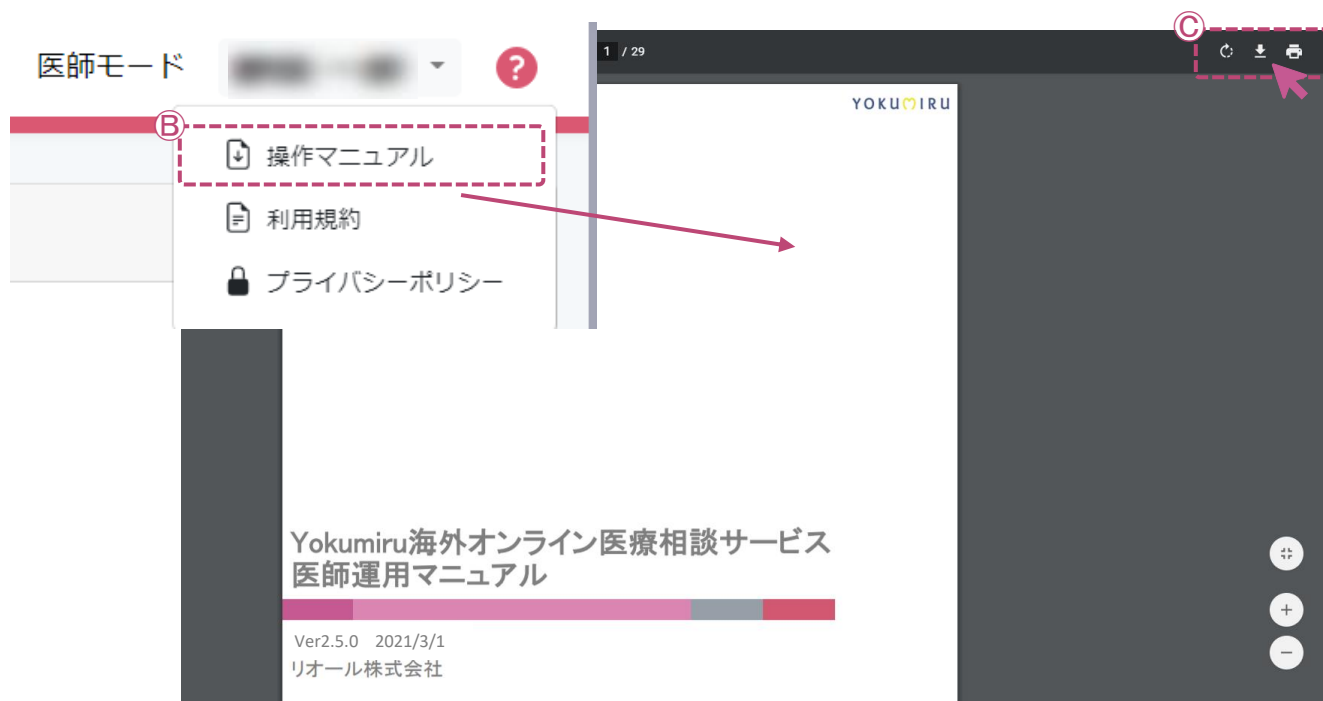 医師モード
?
Ⓑ
操作マニュアル
利用規約
プライバシーポリシー
1 / 29
Ⓒ
YOKUMIRU
Yokumiru海外オンライン医療相談サービス
医師運用マニュアル
Ver2.5.0 2021/3/1
リオール株式会社